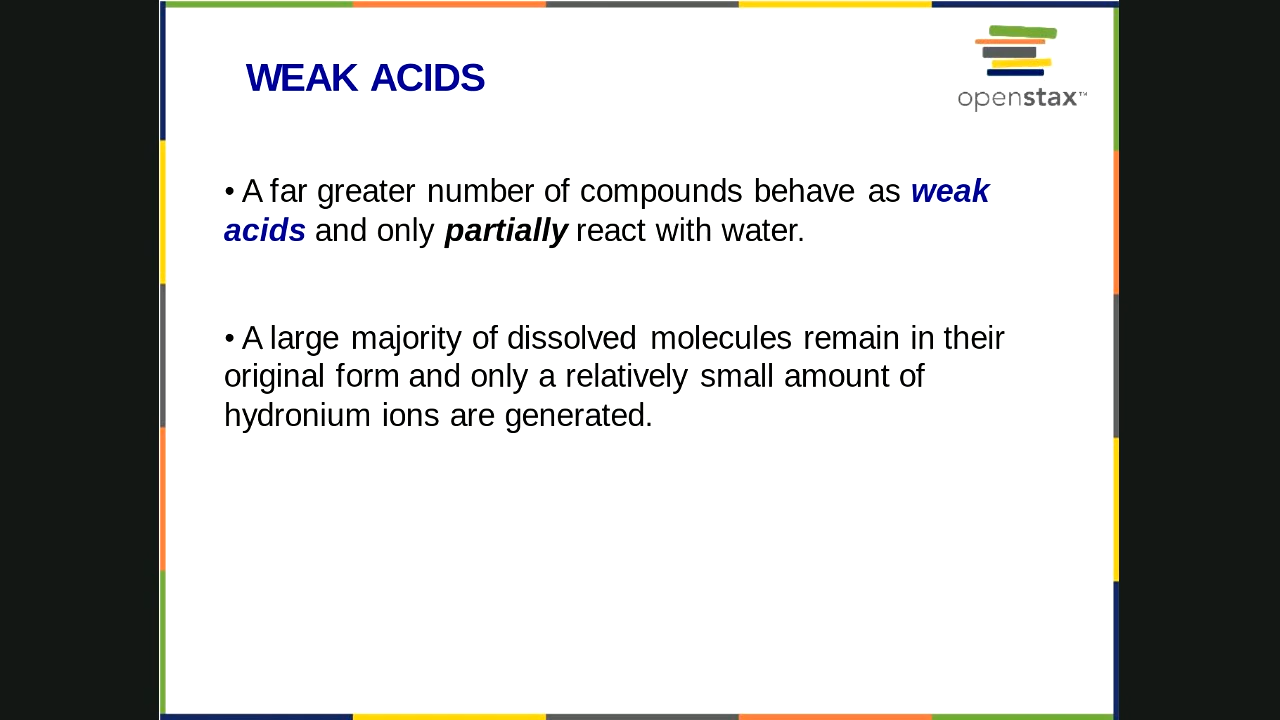 WEAK ACIDS
openstax™
• A far greater number of compounds behave as weak
acids and only partially react with water.
• A large majority of dissolved molecules remain in their
original form and only a relatively small amount of
hydronium ions are generated.